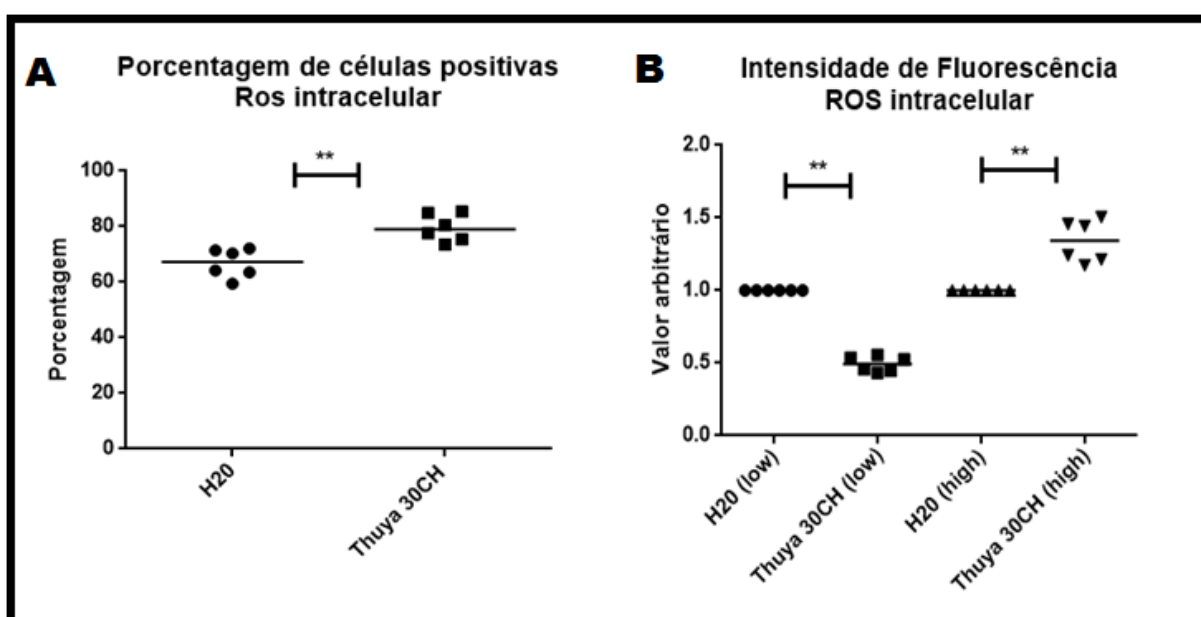 A
Porcentagem de células positivas
Ros intracelular
**
100
80
60
40
20
0
Porcentagem
H20
Thuya 30CH
B
Intensidade de Fluorescência
ROS intracelular
**
**
2.0
1.5
1.0
0.5
0.0
Valor arbitrário
H20 (low)
Thuya 30CH (low)
H20 (high)
Thuya 30CH (high)